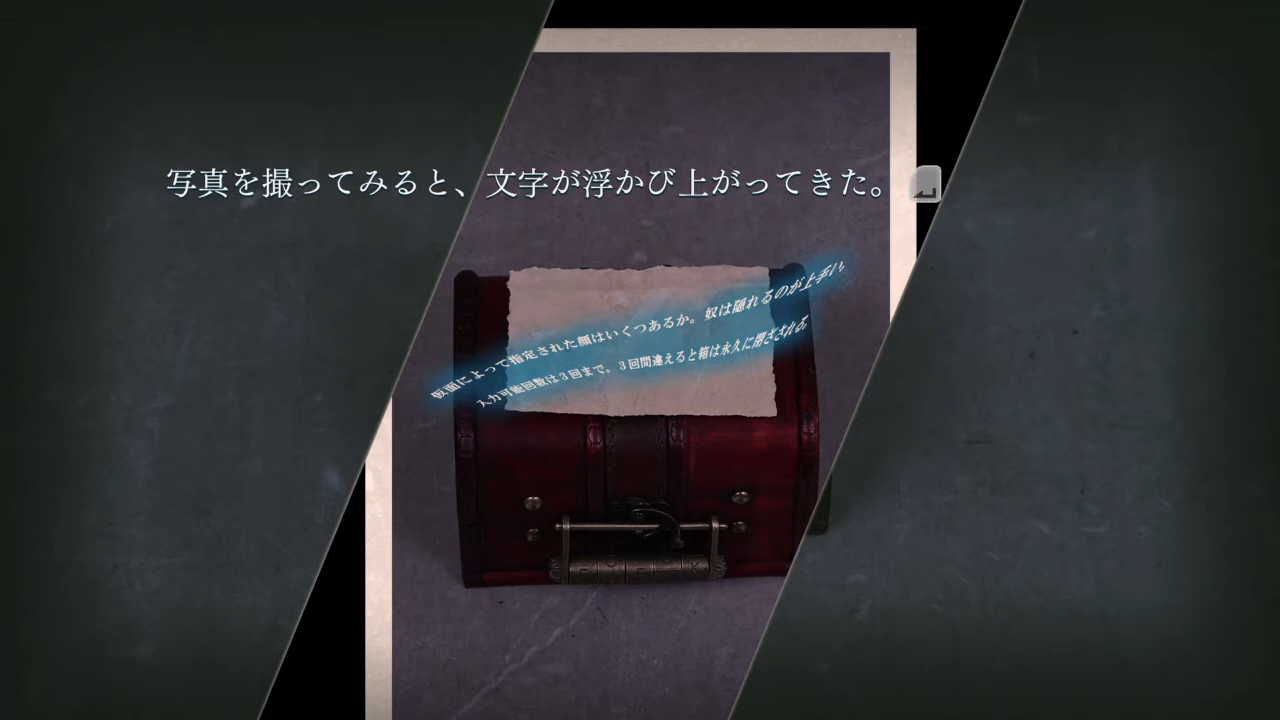 写真を撮ってみると、文字が浮かび上がってきた。
仮面によって指定された顔はいくつあるか。奴は隠れるのが上手い
入力可能回数は３回まで。３回間違えると箱は永久に閉ざされる